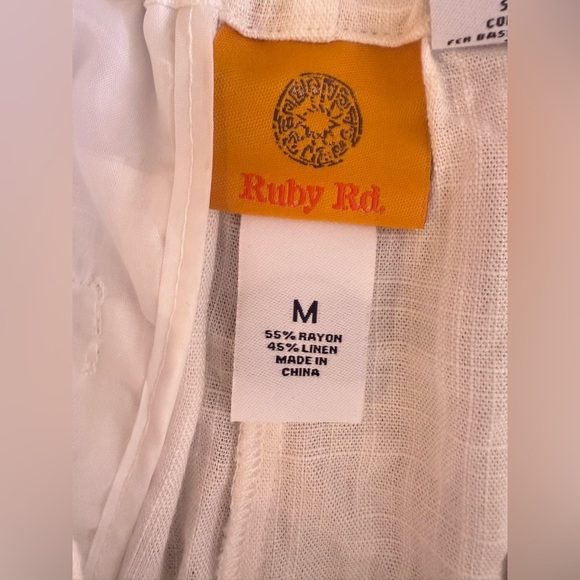 Ruby Rd.
M
55% RAYON
45% LINEN
MADE IN
CHINA